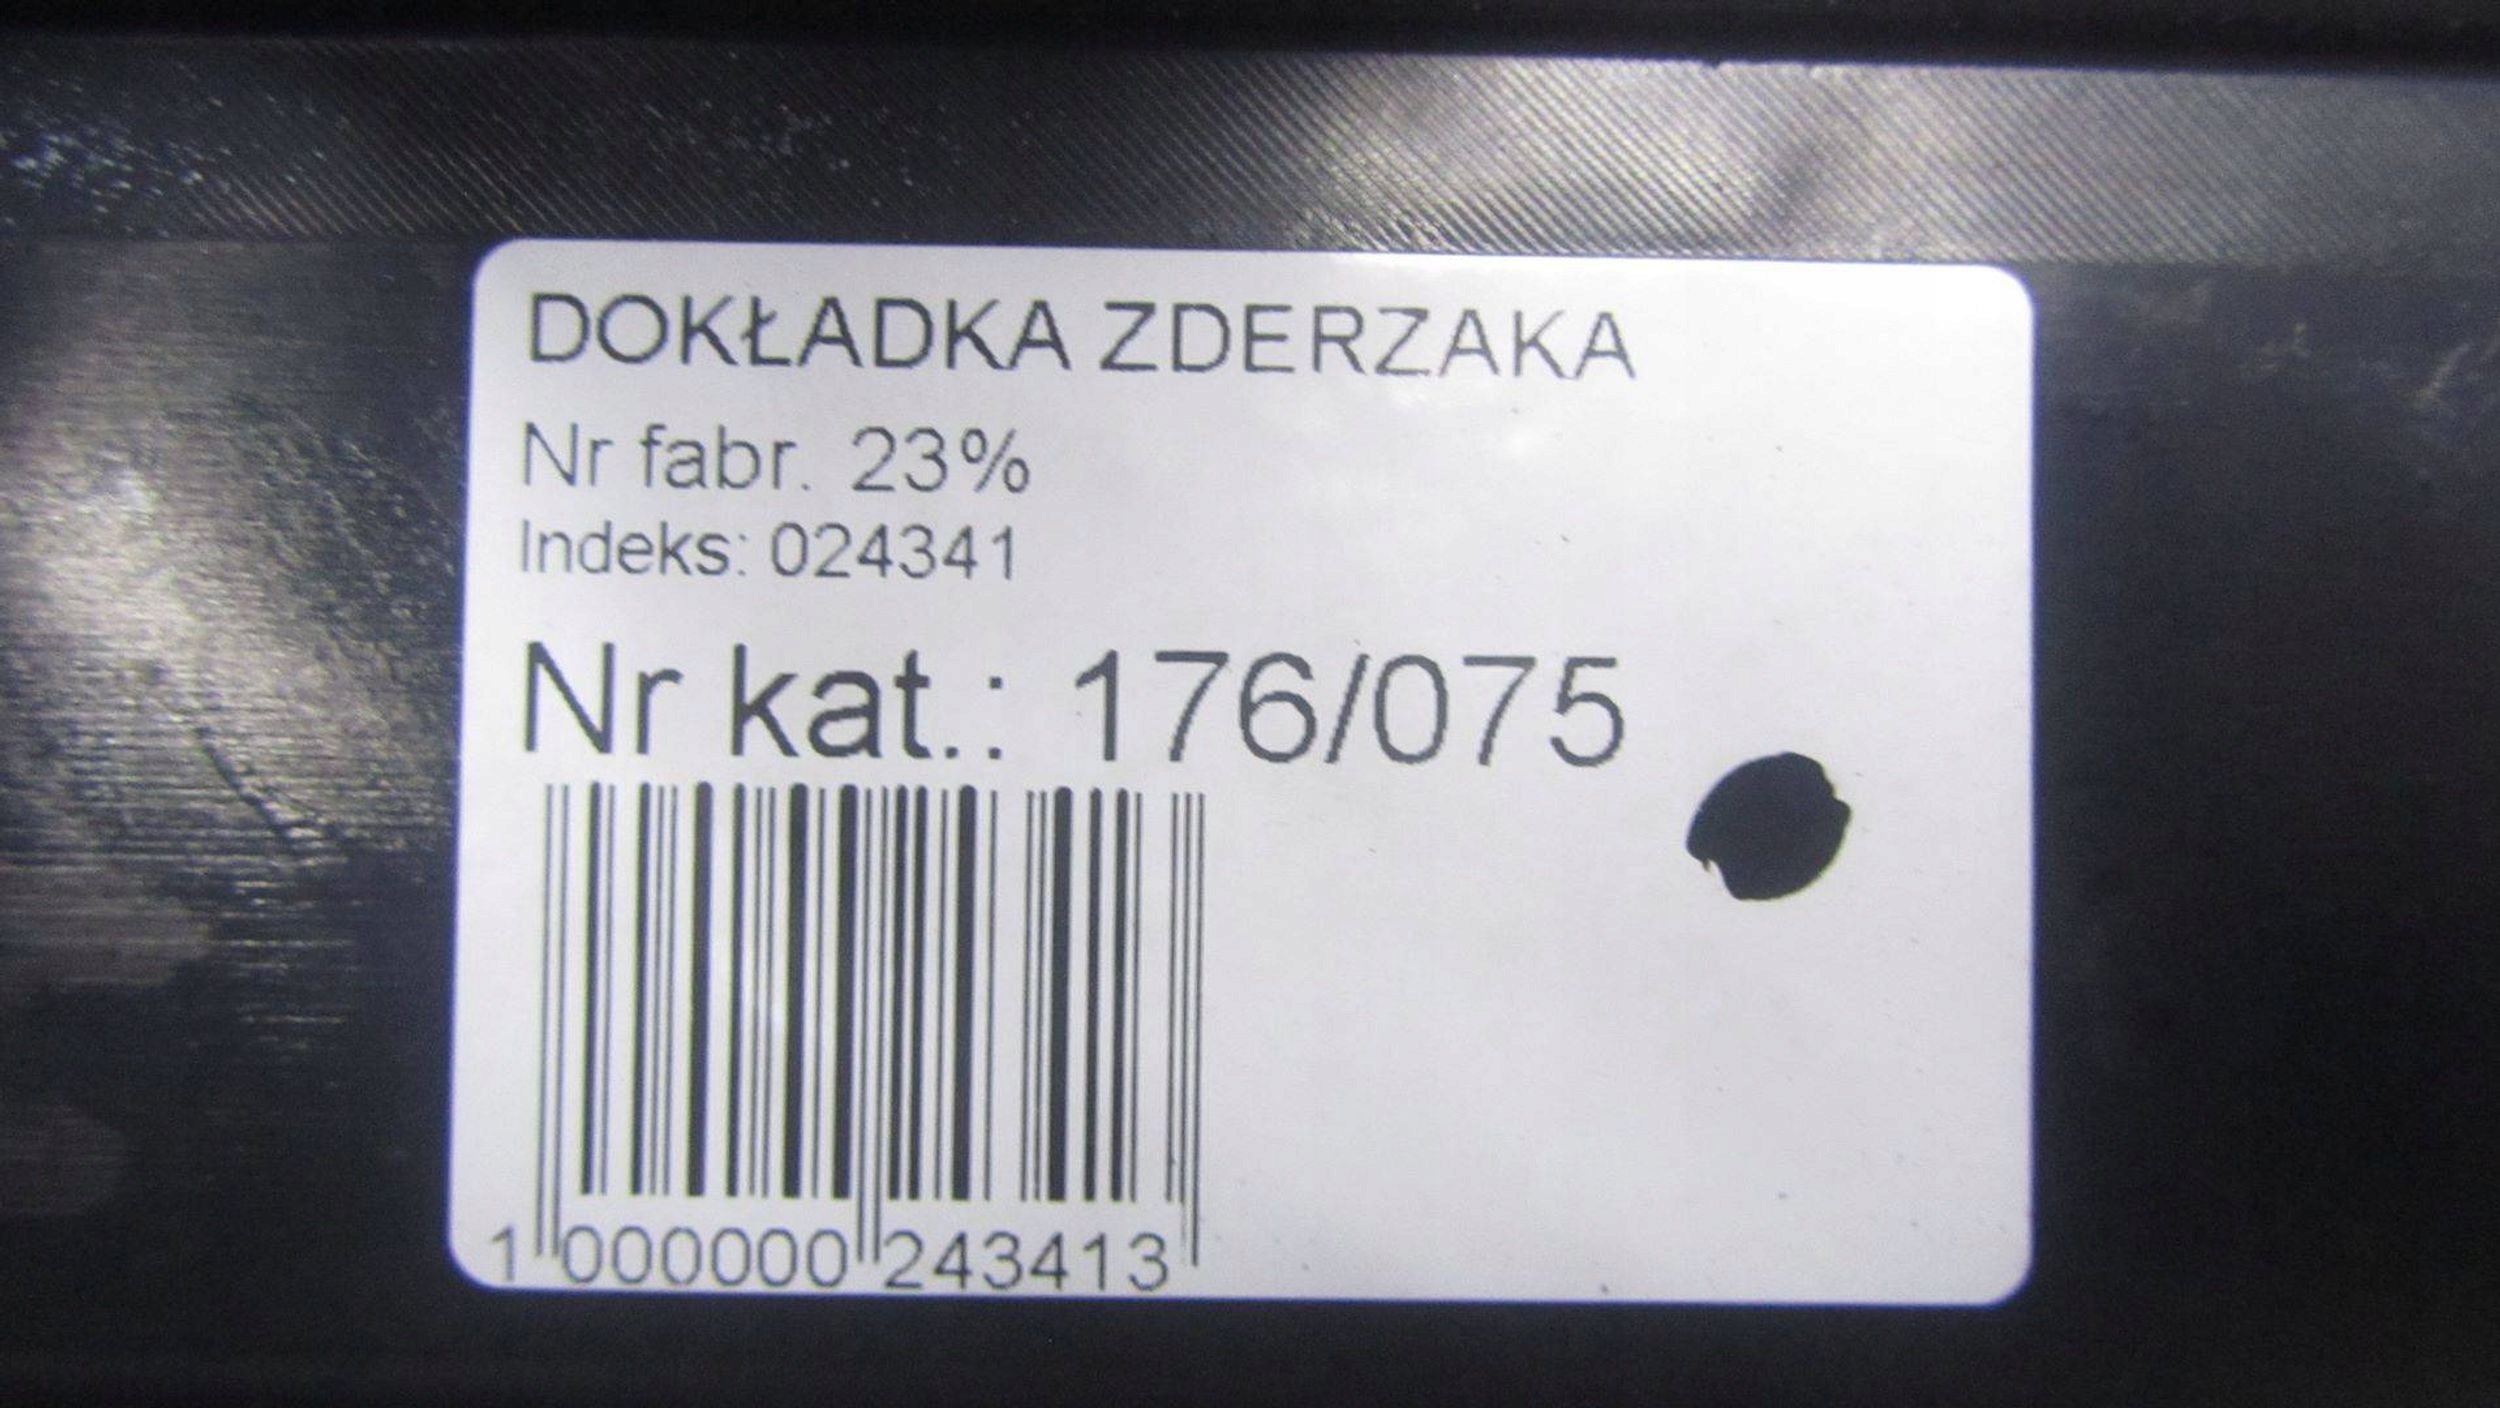 DOKŁADKA ZDERZAKA
Nr fabr. 23%
Indeks: 024341
Nr kat.: 176/075
1 000000 243413